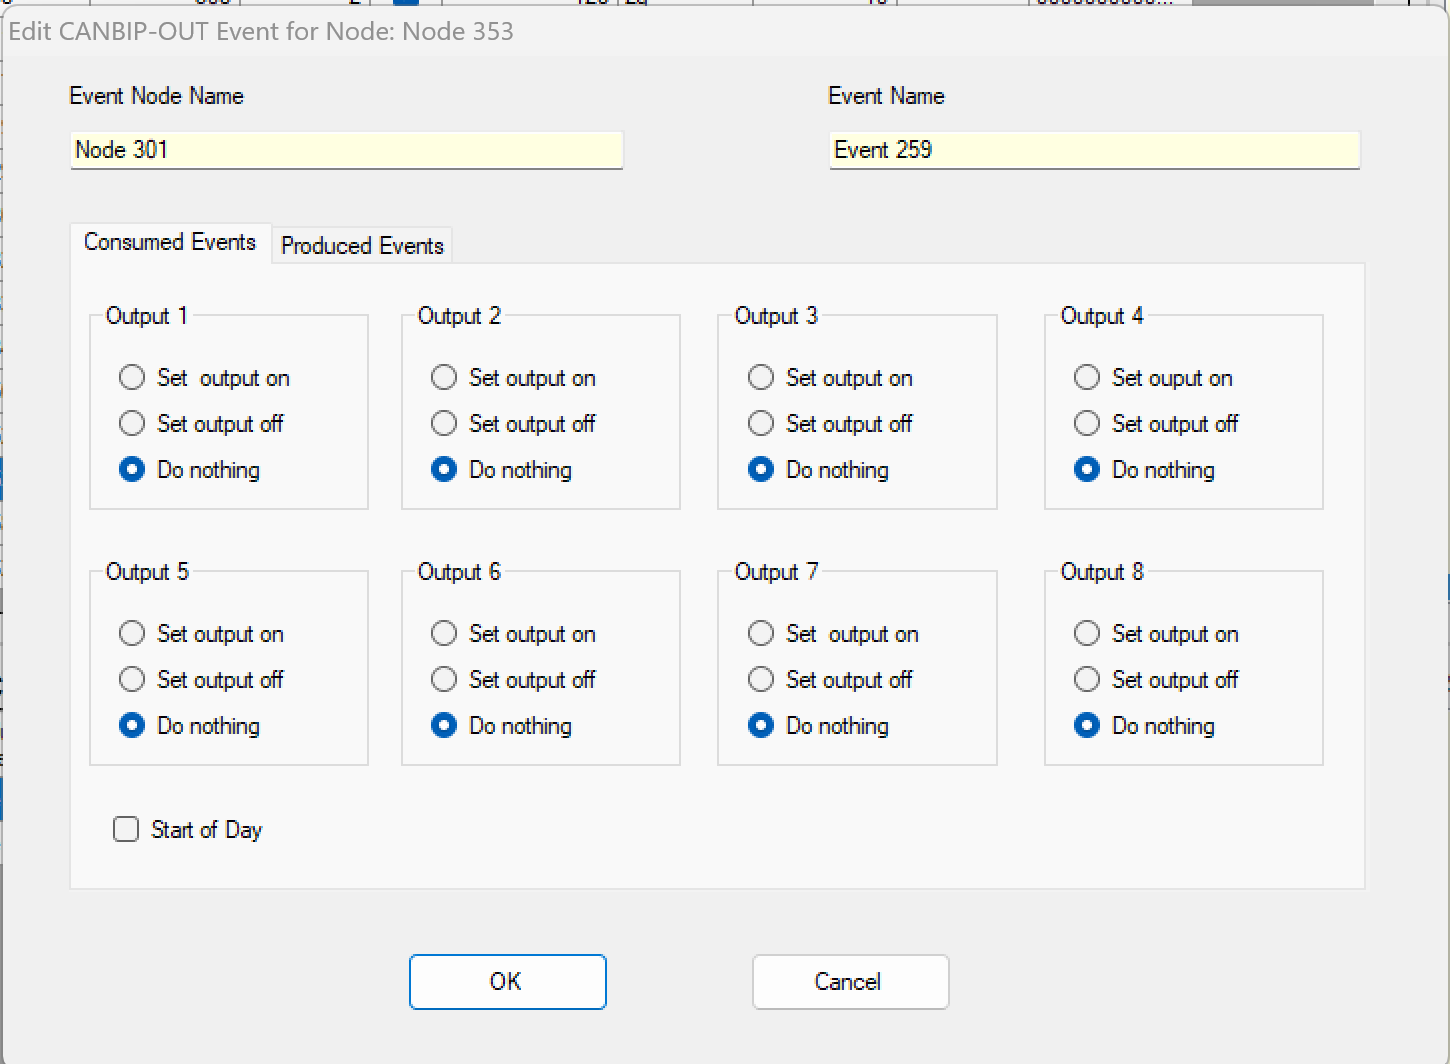 Edit CANBIP-OUT Event for Node: Node 353
Event Node Name
Event Name
Node 301
Event 259
Consumed Events
Produced Events
Output 1
Set  output on
Set output off
Do nothing
Output 2
Set output on
Set output off
Do nothing
Output 3
Set output on
Set output off
Do nothing
Output 4
Set ouput on
Set output off
Do nothing
Output 5
Set output on
Set output off
Do nothing
Output 6
Set output on
Set output off
Do nothing
Output 7
Set  output on
Set output off
Do nothing
Output 8
Set output on
Set output off
Do nothing
Start of Day
OK
Cancel